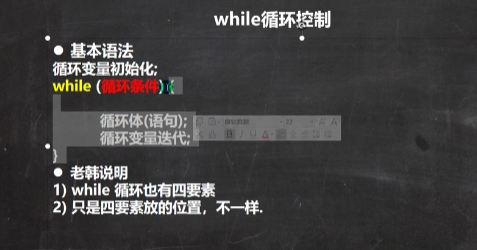 while循环控制
● 基本语法
循环变量初始化;
while (循环条件) {
循环体(语句);
循环变量迭代;
}
● 老韩说明
1) while 循环也有四要素
2) 只是四要素放的位置，不一样.